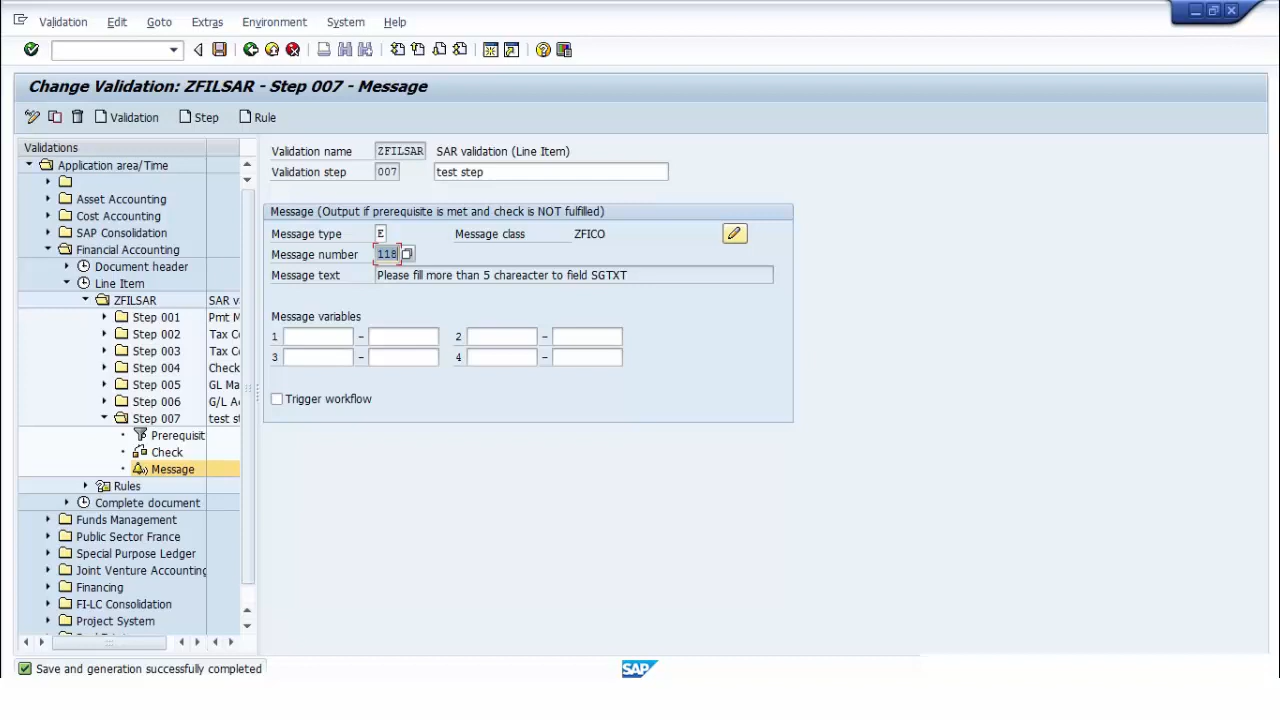 Validation Edit Goto Extras Environment System Help
Change Validation: ZFILSAR - Step 007 - Message
Validation Step Rule
Validations
Application area/Time
Asset Accounting
Cost Accounting
SAP Consolidation
Financial Accounting
Document header
Line Item
ZFILSAR SAR v
Step 001 Pmt M
Step 002 Tax Co
Step 003 Tax Co
Step 004 Check
Step 005 GL Ma
Step 006 G/L A
Step 007 test st
Prerequisit
Check
Message
Rules
Complete document
Funds Management
Public Sector France
Special Purpose Ledger
Joint Venture Accounting
Financing
FI-LC Consolidation
Project System
Validation name ZFILSAR SAR validation (Line Item)
Validation step 007 test step
Message (Output if prerequisite is met and check is NOT fulfilled)
Message type E Message class ZFICO
Message number 118
Message text Please fill more than 5 chareacter to field SGTXT
Message variables
1 – 2 –
3 – 4 –
Trigger workflow
Save and generation successfully completed
SAP